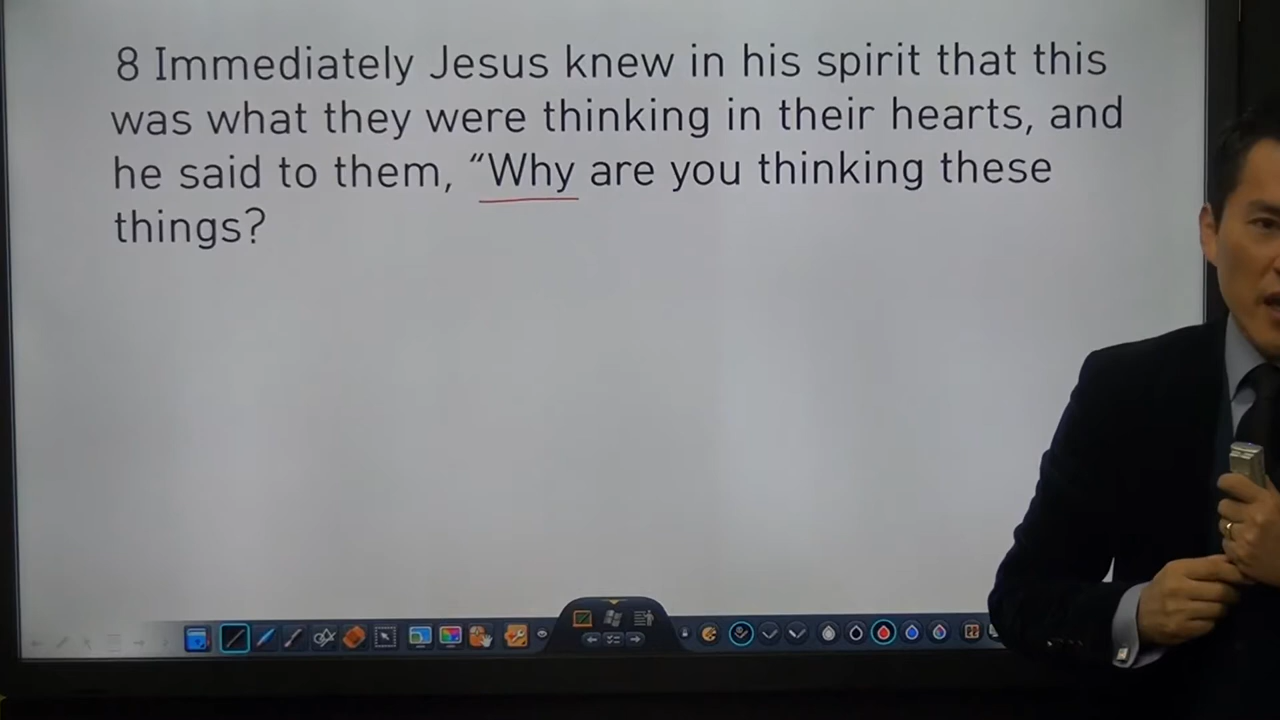 8 Immediately Jesus knew in his spirit that this
was what they were thinking in their hearts, and
he said to them, “Why are you thinking these
things?